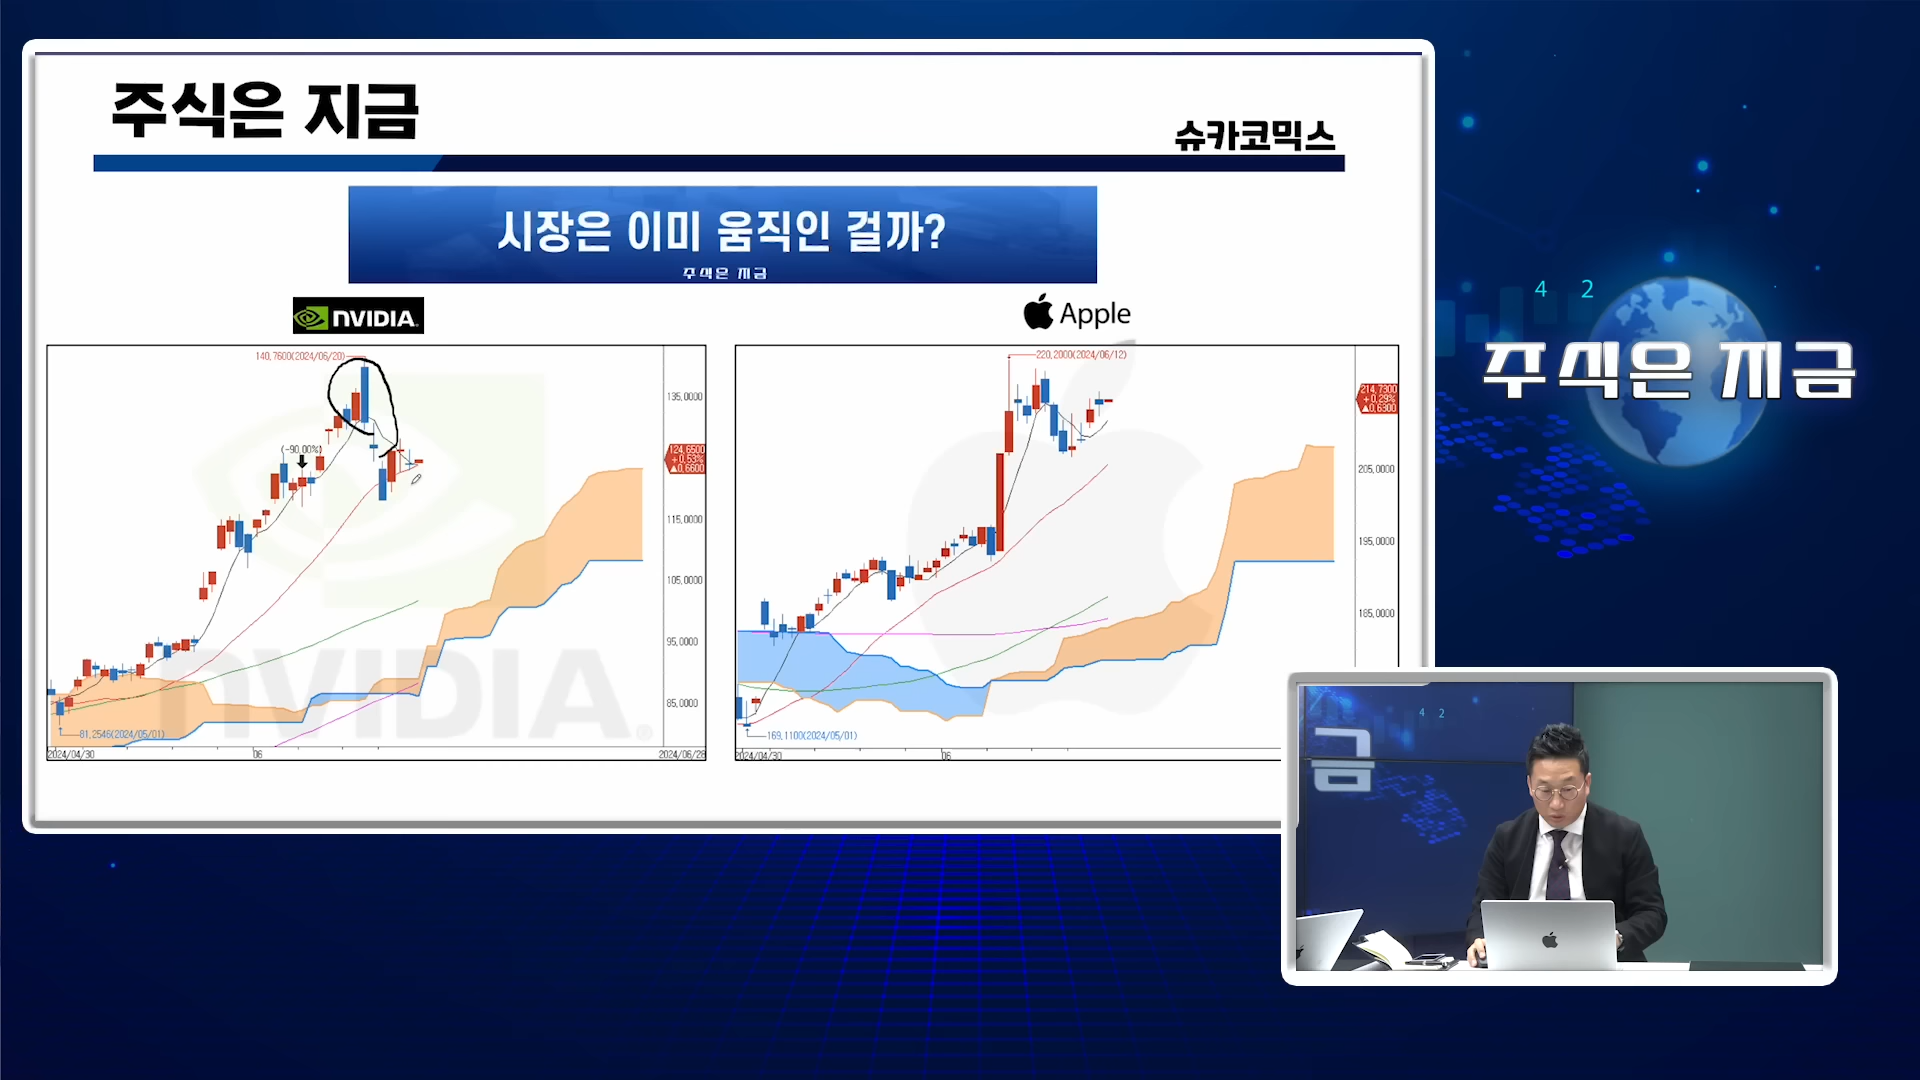 주식은 지금
슈카코믹스
시장은 이미 움직인 걸까?
주식은 지금
NVIDIA.
Apple
140,7600(2024/06/20)
(-90,00%)
135,0000
124,6500
+0,53%
▲0,6600
115,0000
105,0000
95,0000
85,0000
81,2546(2024/05/01)
2024/04/30
06
2024/06/28
NVIDIA®
220,2000(2024/06/12)
214,7300
+0,29%
▲0,6300
205,0000
195,0000
185,0000
169,1100(2024/05/01)
2024/04/30
06
4 2
주식은 지금
4 2
금